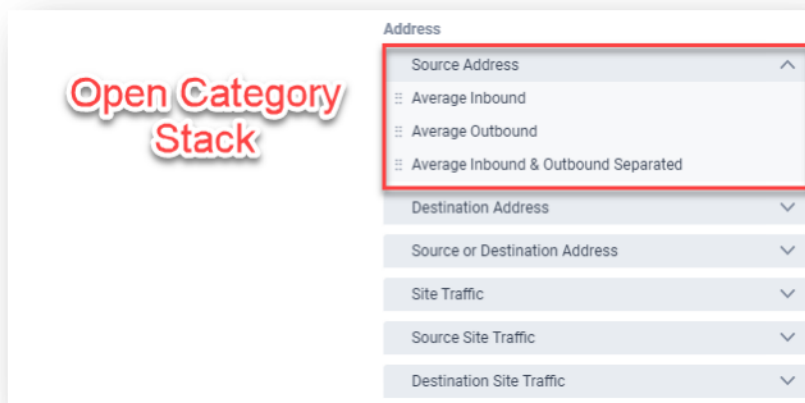 Address
Open Category
Stack
Source Address
Average Inbound
Average Outbound
Average Inbound & Outbound Separated
Destination Address
Source or Destination Address
Site Traffic
Source Site Traffic
Destination Site Traffic